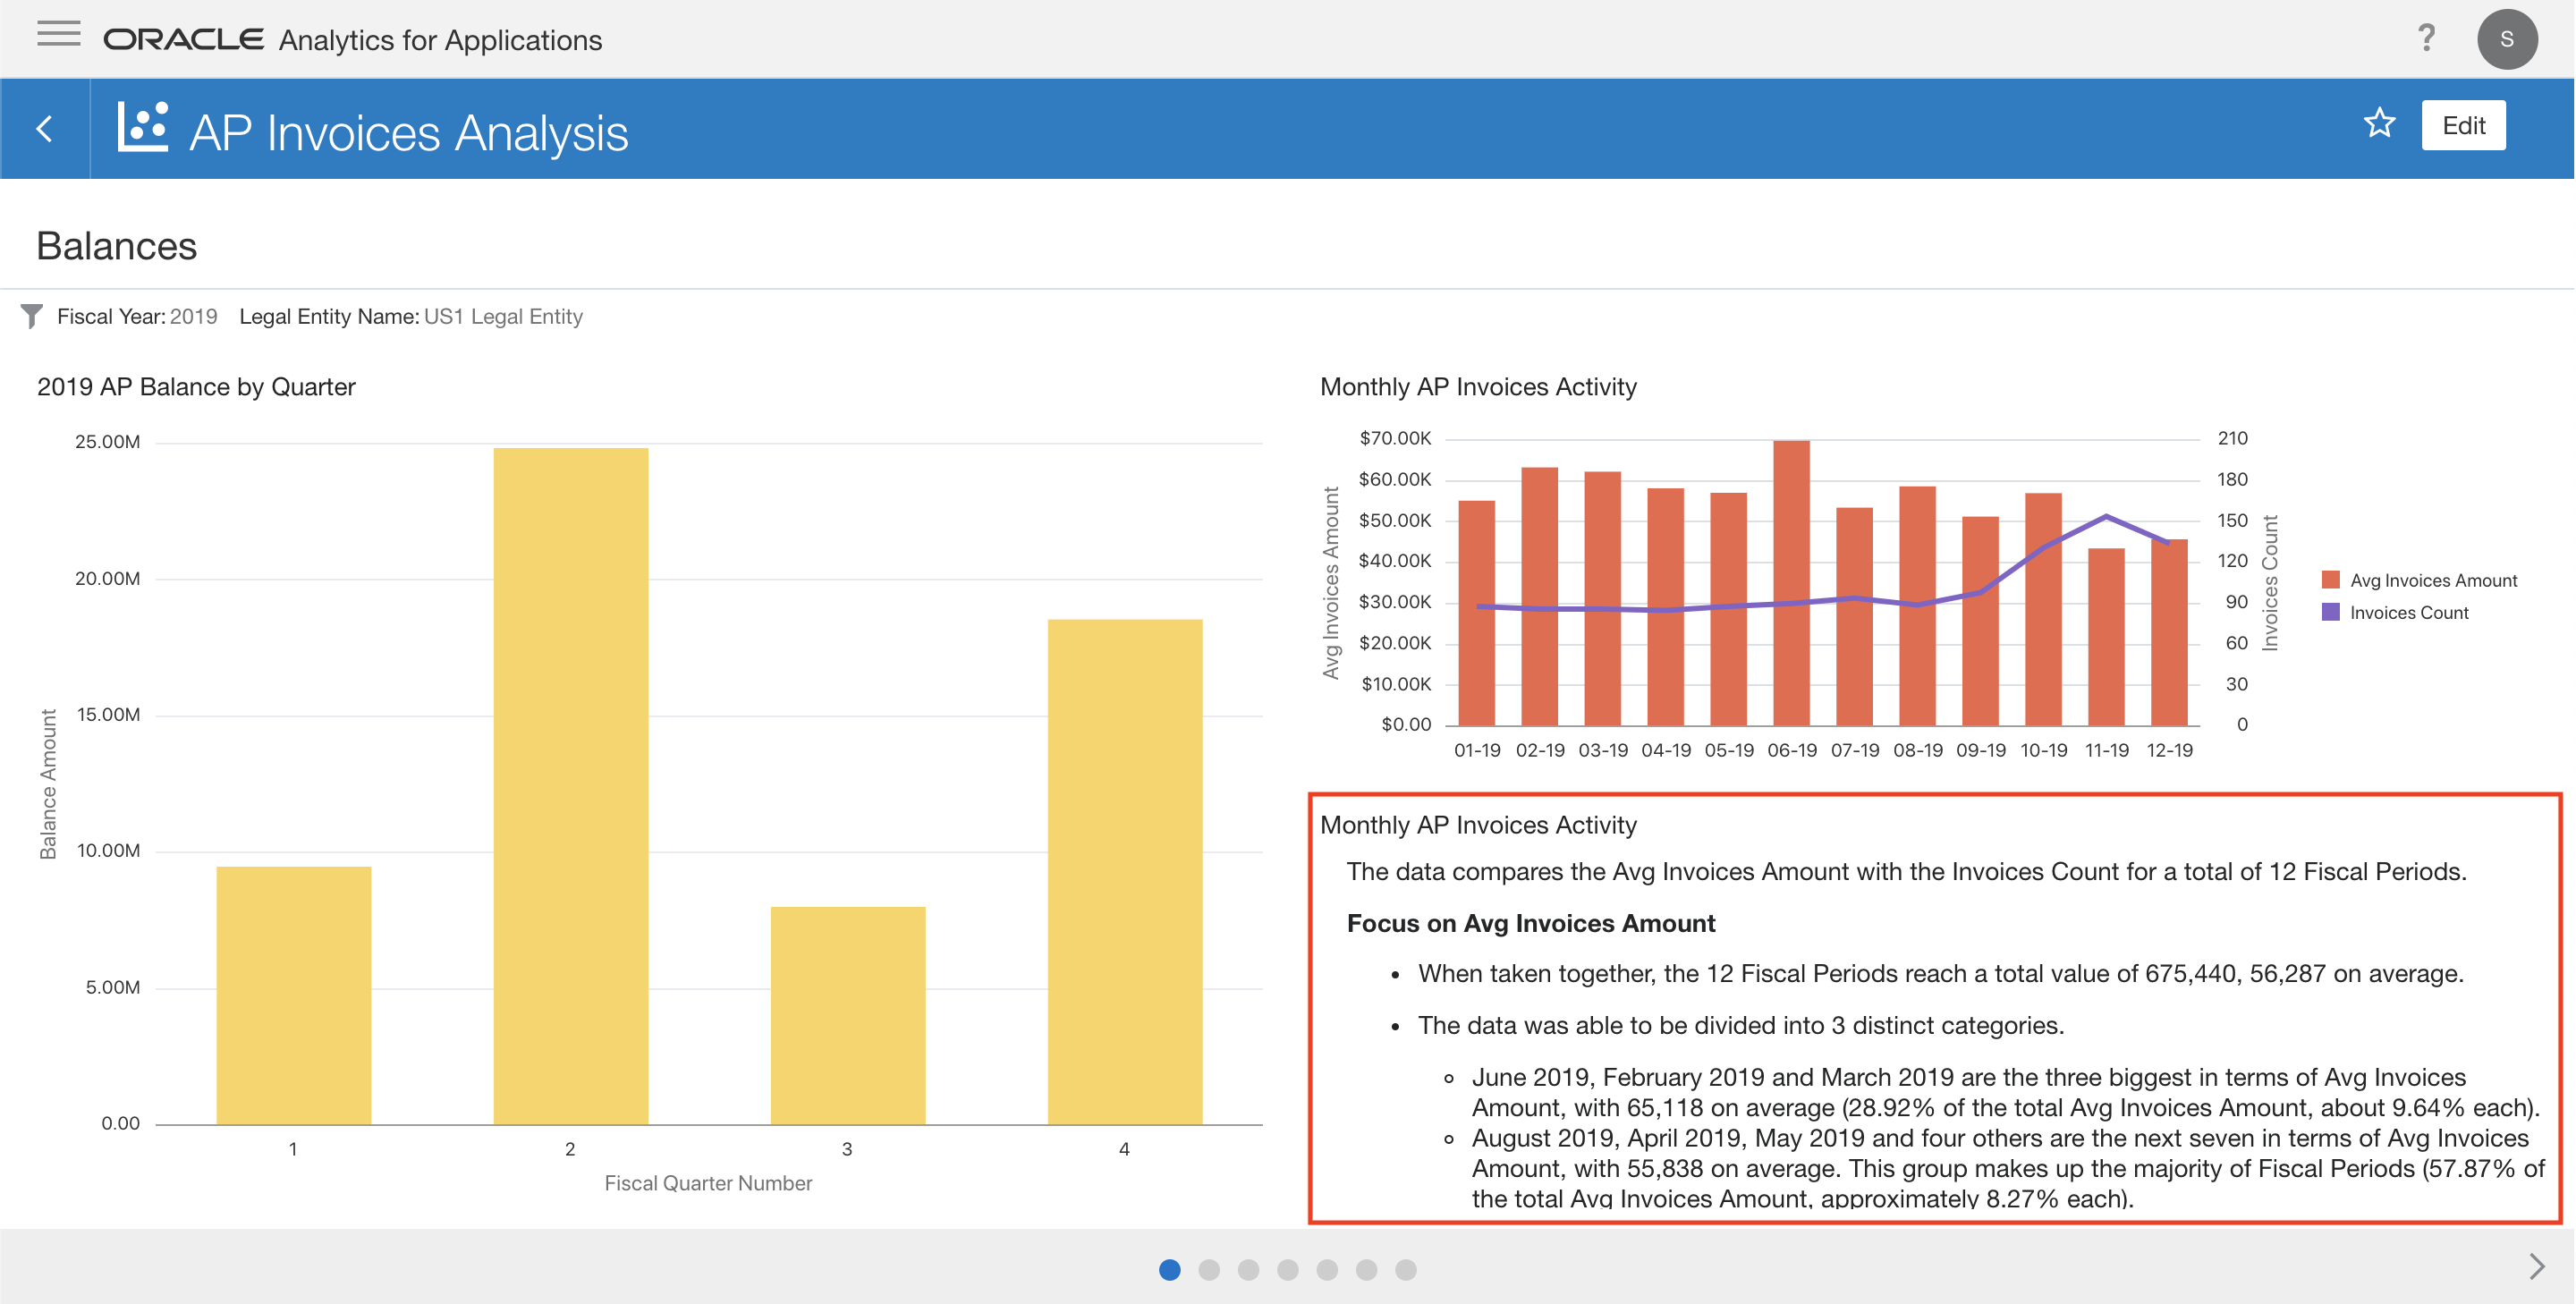 ORACLE Analytics for Applications
?
S
AP Invoices Analysis
Edit
Balances
Fiscal Year: 2019 Legal Entity Name: US1 Legal Entity
2019 AP Balance by Quarter
25.00M
20.00M
15.00M
10.00M
5.00M
0.00
Balance Amount
1 2 3 4
Fiscal Quarter Number
Monthly AP Invoices Activity
$70.00K
$60.00K
$50.00K
$40.00K
$30.00K
$20.00K
$10.00K
$0.00
Avg Invoices Amount
210
180
150
120
90
60
30
0
Invoices Count
01-19 02-19 03-19 04-19 05-19 06-19 07-19 08-19 09-19 10-19 11-19 12-19
Avg Invoices Amount
Invoices Count
Monthly AP Invoices Activity
The data compares the Avg Invoices Amount with the Invoices Count for a total of 12 Fiscal Periods.
Focus on Avg Invoices Amount
• When taken together, the 12 Fiscal Periods reach a total value of 675,440, 56,287 on average.
• The data was able to be divided into 3 distinct categories.
June 2019, February 2019 and March 2019 are the three biggest in terms of Avg Invoices
Amount, with 65,118 on average (28.92% of the total Avg Invoices Amount, about 9.64% each).
August 2019, April 2019, May 2019 and four others are the next seven in terms of Avg Invoices
Amount, with 55,838 on average. This group makes up the majority of Fiscal Periods (57.87% of
the total Avg Invoices Amount, approximately 8.27% each).